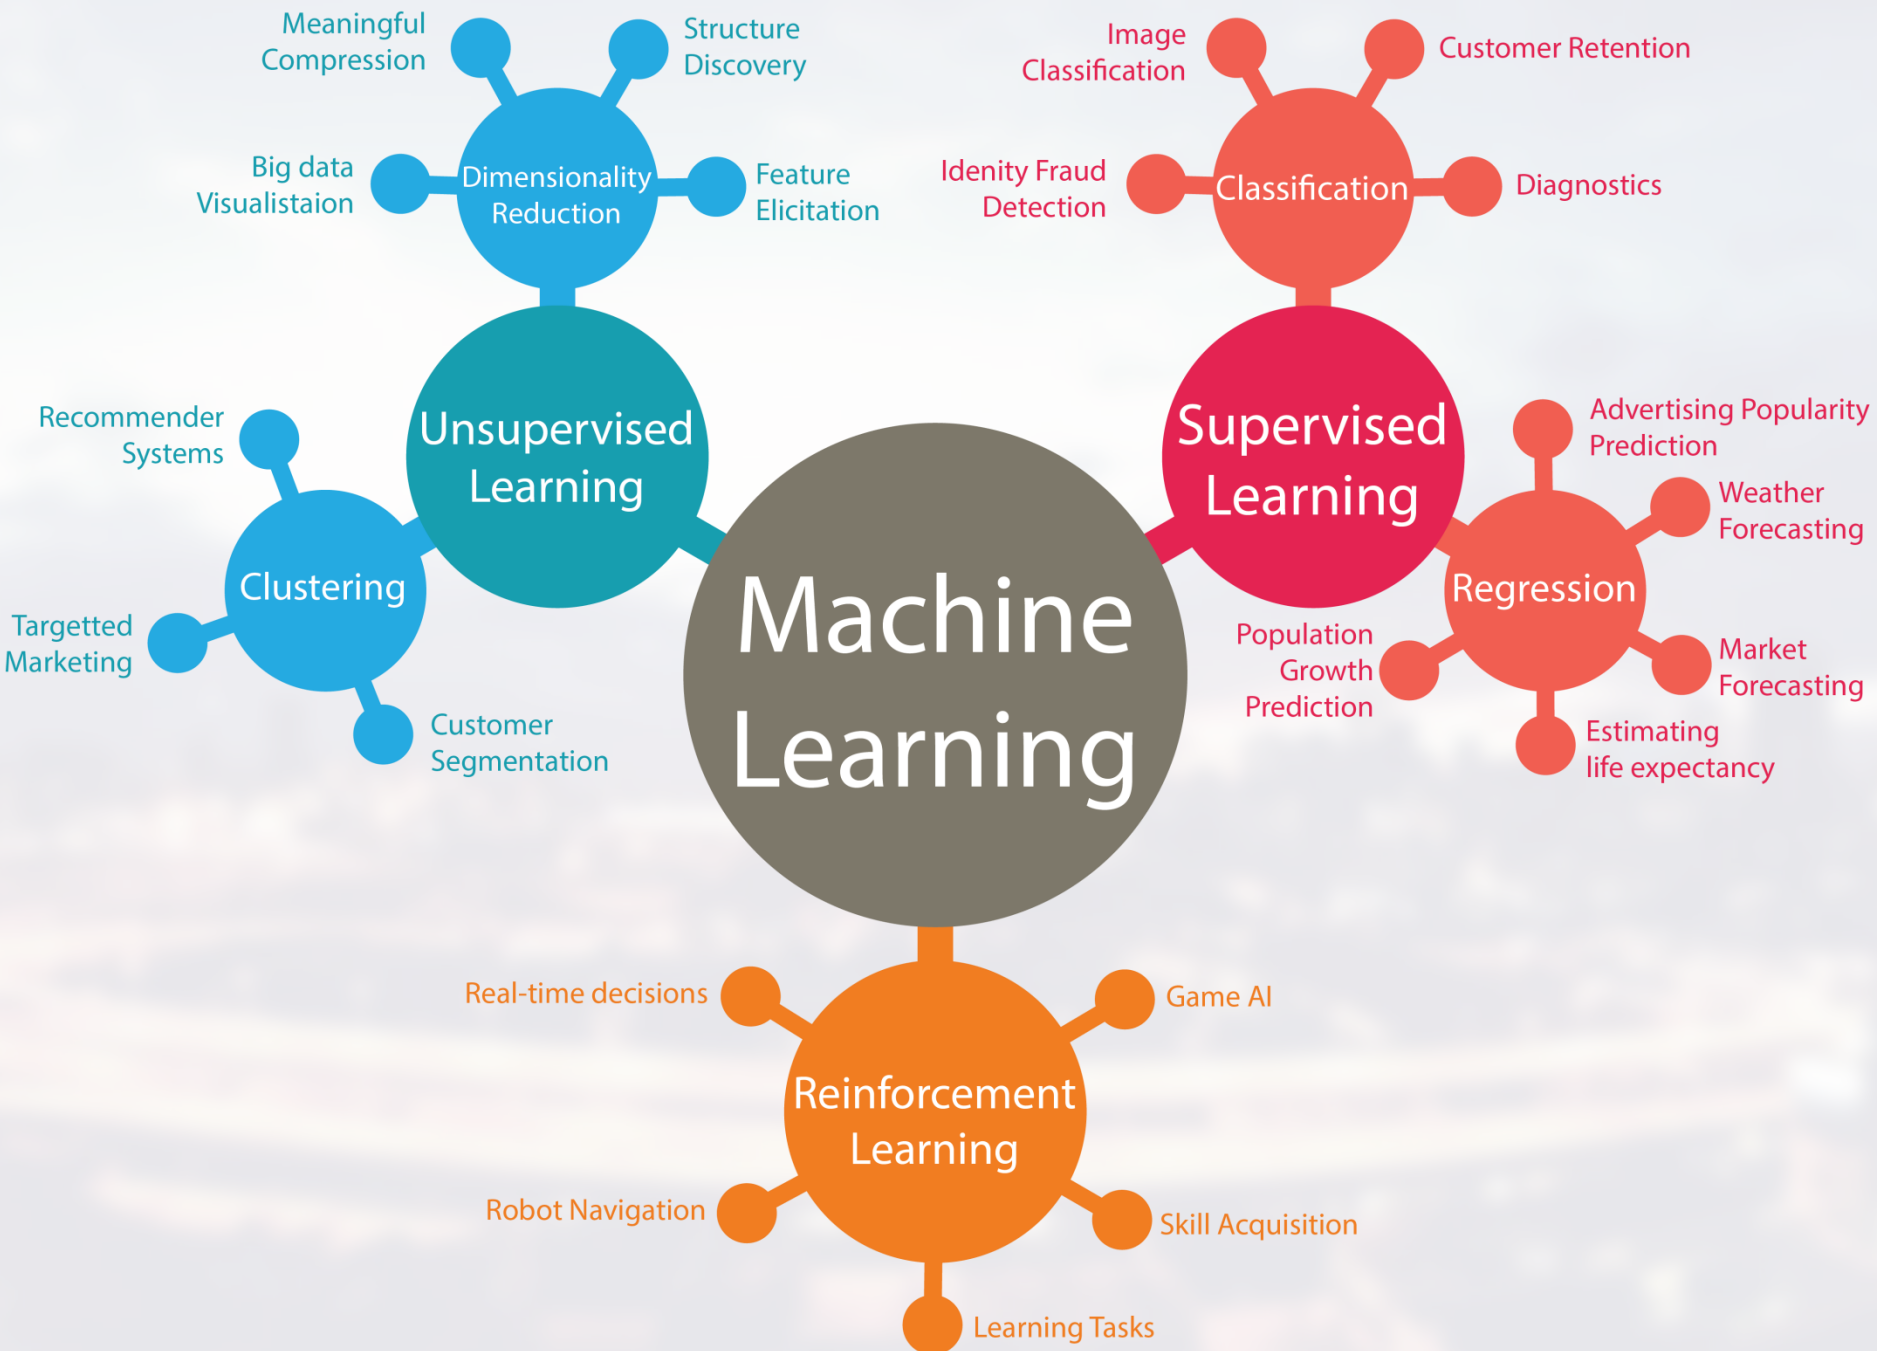 Meaningful
Compression
Structure
Discovery
Big data
Visualistaion
Dimensionality
Reduction
Feature
Elicitation
Image
Classification
Customer Retention
Idenity Fraud
Detection
Classification
Diagnostics
Recommender
Systems
Unsupervised
Learning
Clustering
Targetted
Marketing
Customer
Segmentation
Machine
Learning
Supervised
Learning
Advertising Popularity
Prediction
Weather
Forecasting
Regression
Population
Growth
Prediction
Market
Forecasting
Estimating
life expectancy
Real-time decisions
Game AI
Reinforcement
Learning
Robot Navigation
Skill Acquisition
Learning Tasks